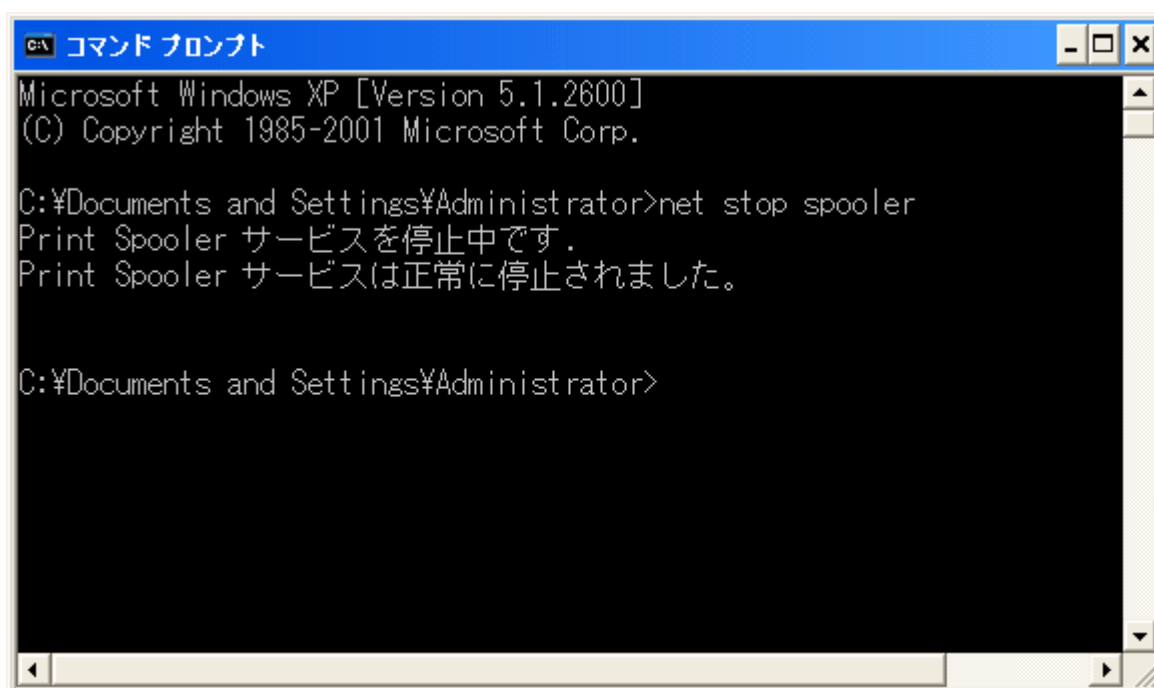 コマンド プロンプト
Microsoft Windows XP [Version 5.1.2600]
(C) Copyright 1985-2001 Microsoft Corp.
C:¥Documents and Settings¥Administrator>net stop spooler
Print Spooler サービスを停止中です.
Print Spooler サービスは正常に停止されました。
C:¥Documents and Settings¥Administrator>